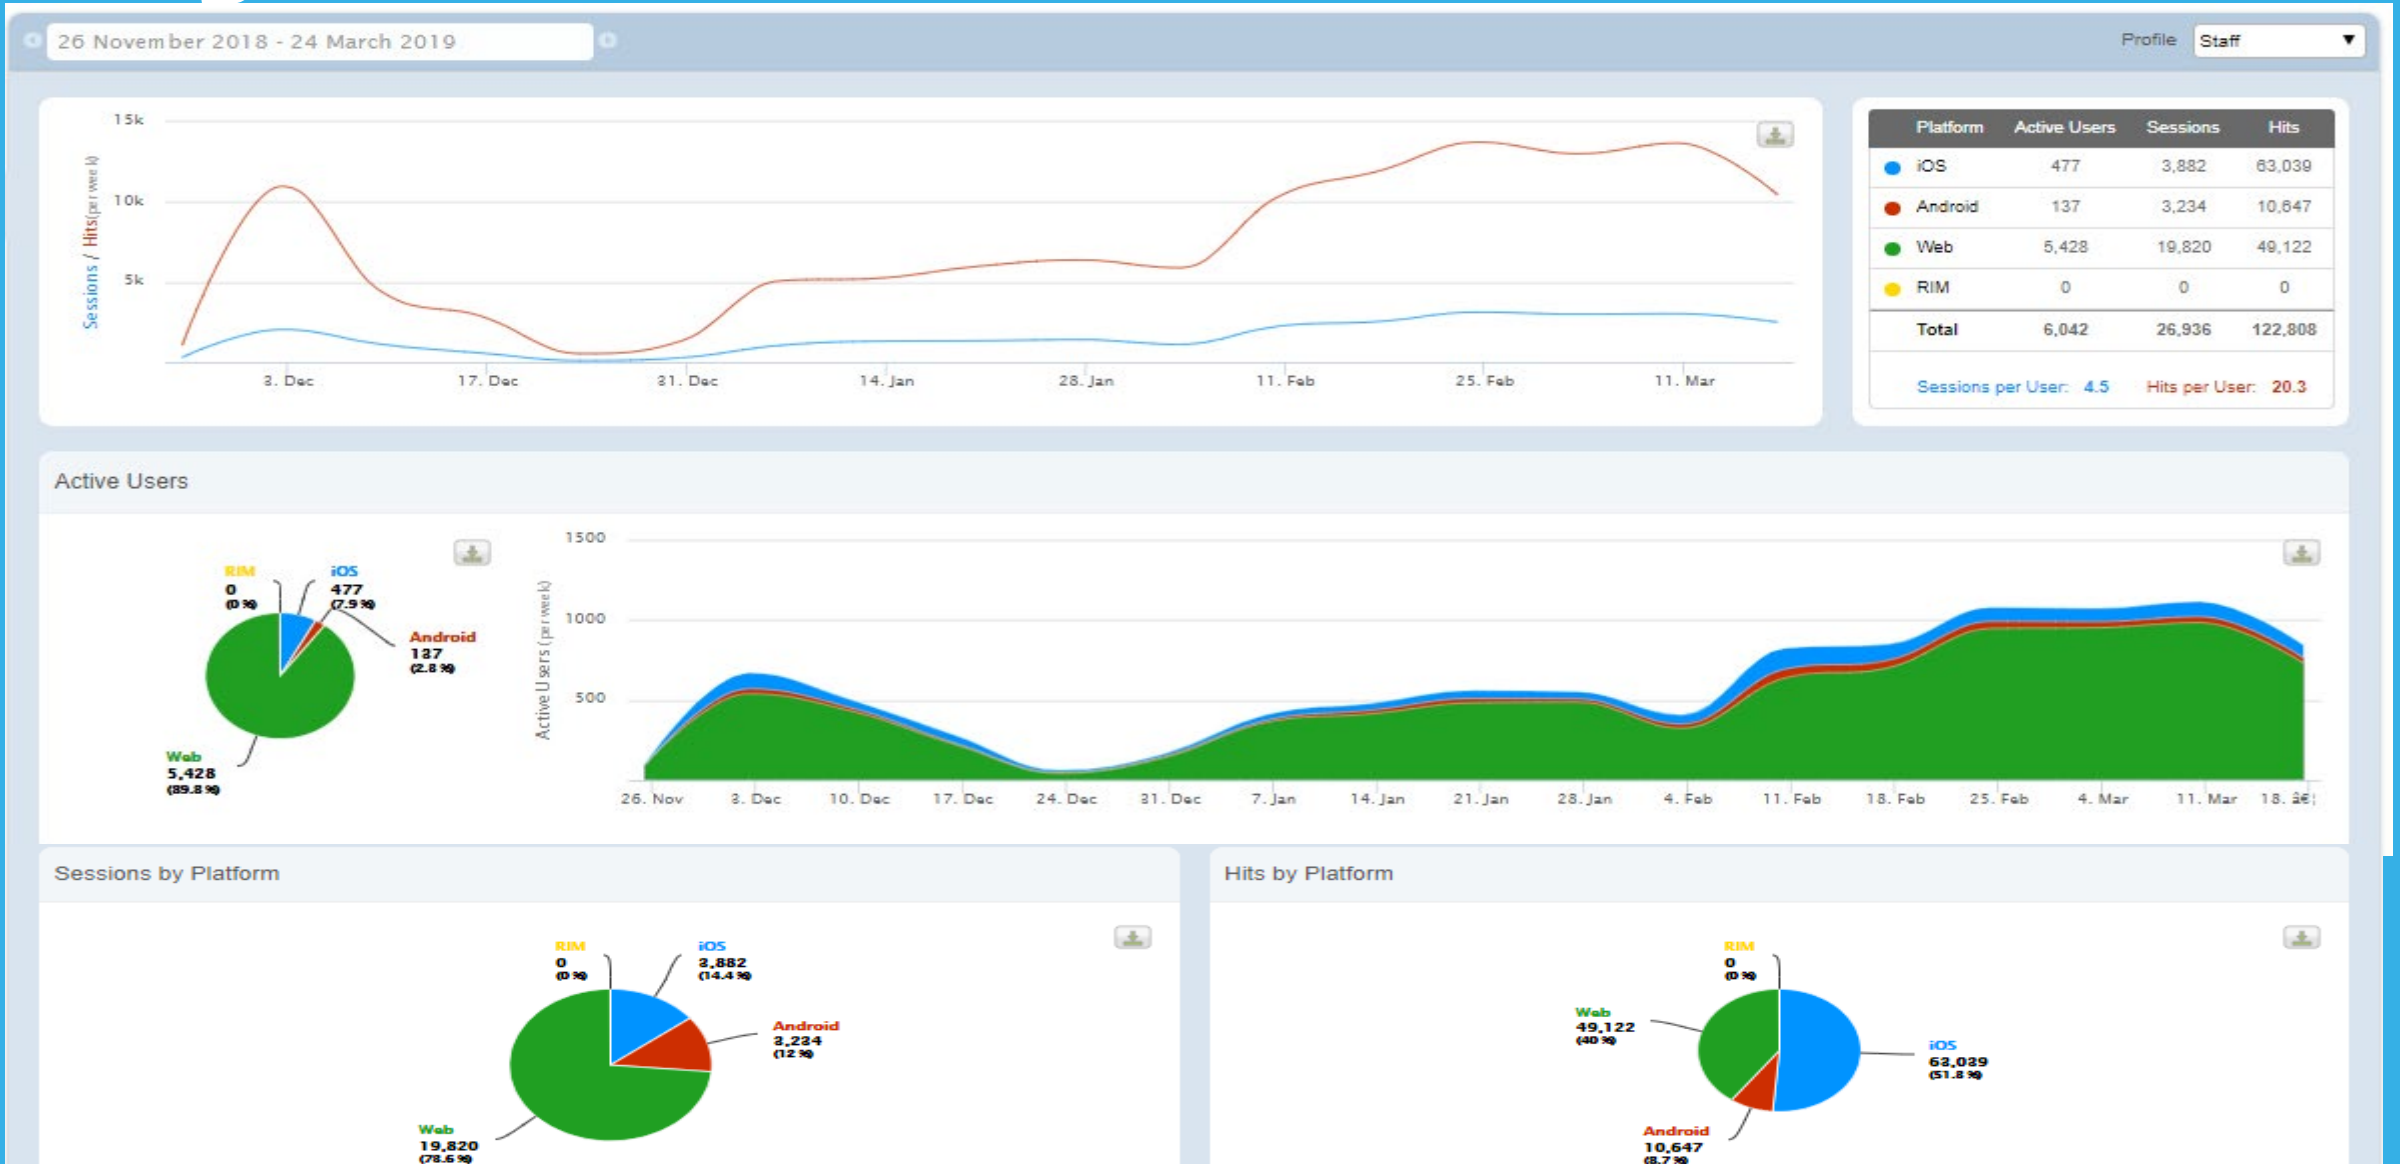 26 November 2018 - 24 March 2019
Profile
Staff
15k
10k
5k
Sessions / Hits(per week)
3. Dec
17. Dec
31. Dec
14. Jan
28. Jan
11. Feb
25. Feb
11. Mar
Platform Active Users Sessions Hits
iOS 477 3,882 63,039
Android 137 3,234 10,647
Web 5,428 19,820 49,122
RIM 0 0 0
Total 6,042 26,936 122,808
Sessions per User: 4.5 Hits per User: 20.3
Active Users
RIM
0
(0%)
iOS
477
(7.9%)
Android
137
(2.3%)
Web
5,428
(89.8%)
1500
1000
500
Active Users (per week)
26. Nov
3. Dec
10. Dec
17. Dec
24. Dec
31. Dec
7. Jan
14. Jan
21. Jan
28. Jan
4. Feb
11. Feb
18. Feb
25. Feb
4. Mar
11. Mar
18. â€¦
Sessions by Platform
RIM
0
(0%)
iOS
3,882
(14.4%)
Android
3,234
(12%)
Web
19,820
(73.6%)
Hits by Platform
RIM
0
(0%)
Web
49,122
(40%)
iOS
63,039
(51.3%)
Android
10,647
(8.7%)